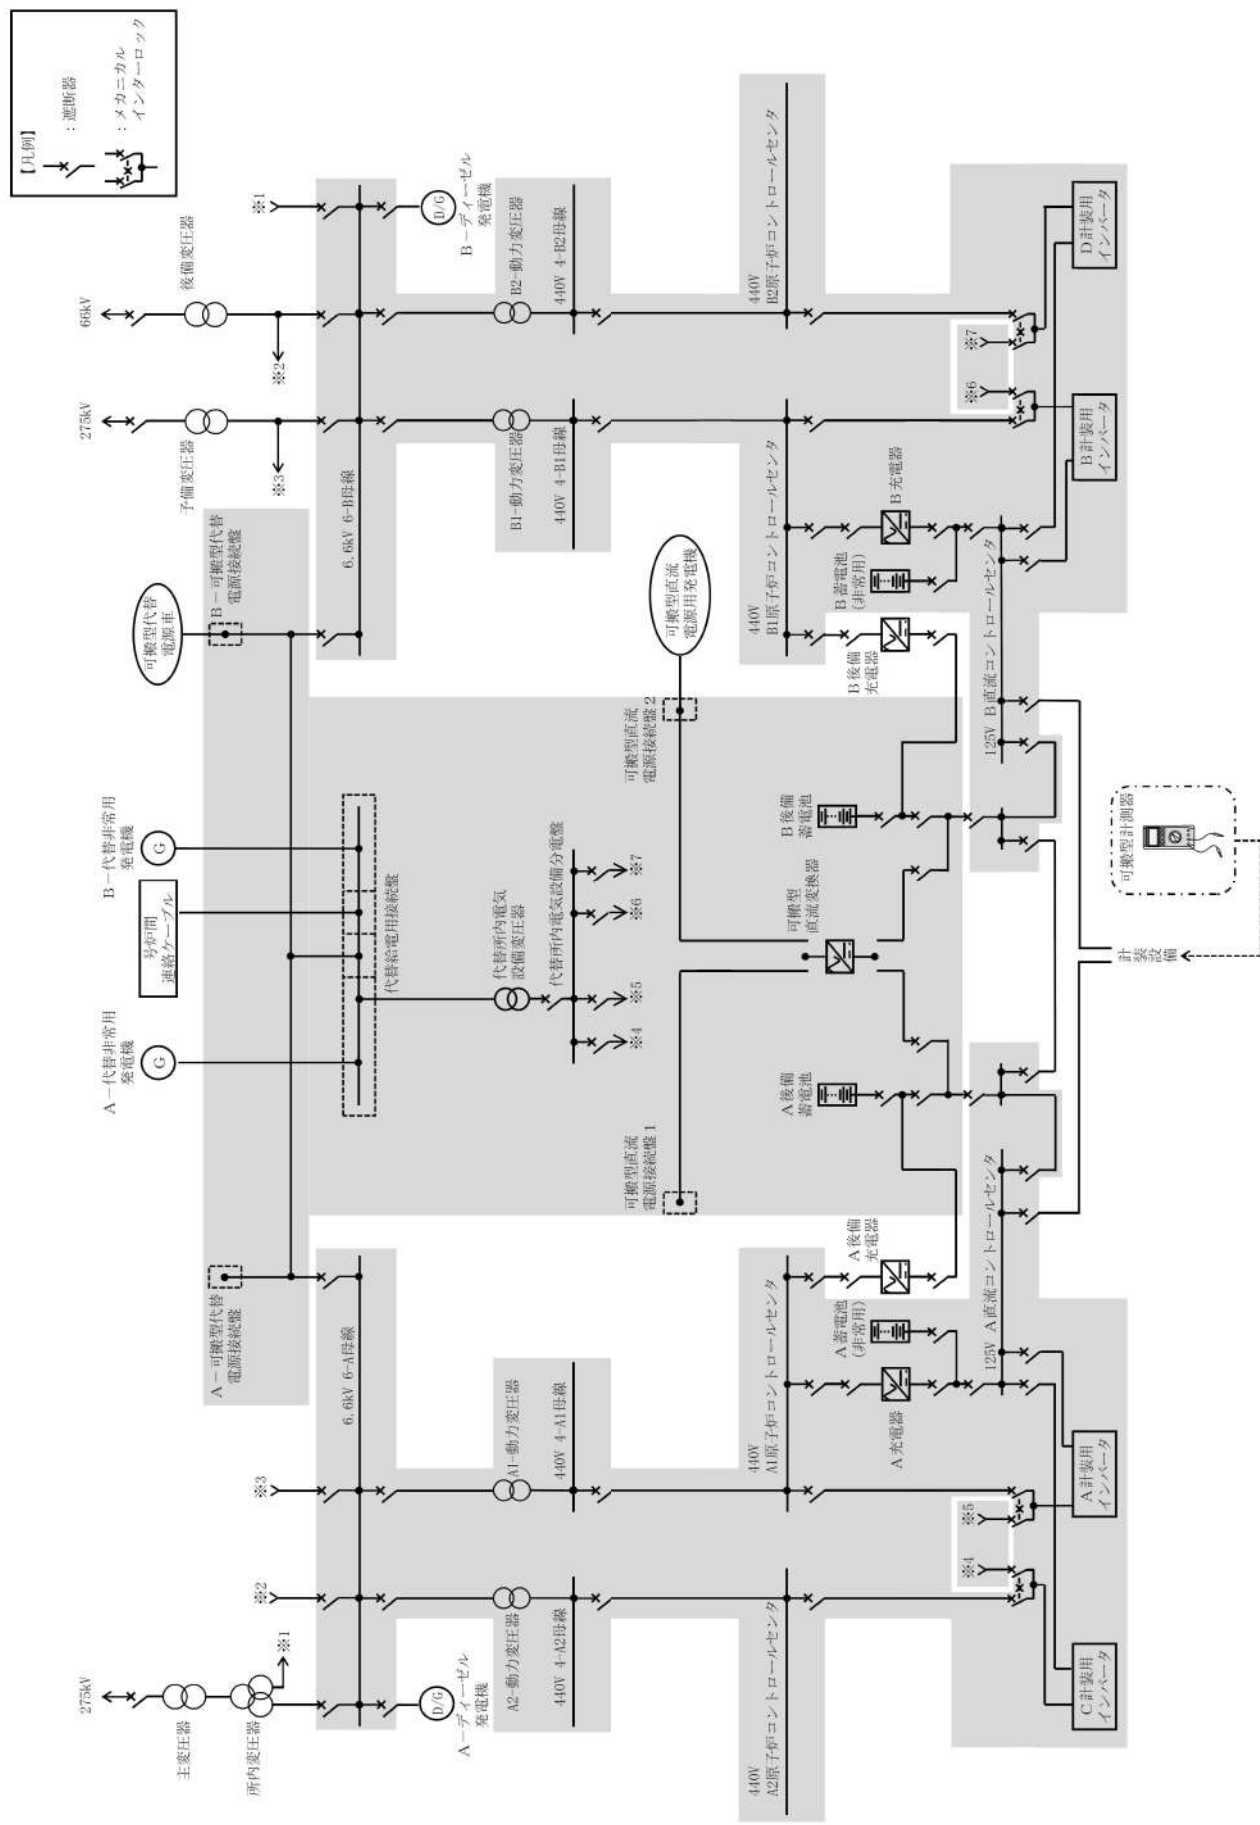 【凡例】
：遮断器
：メカニカル
インターロック
275kV
主変圧器
所内変圧器
※1
※2
※3
275kV
予備変圧器
※3
66kV
後備変圧器
※2
※1
A－代替非常用
発電機
G
号炉間
連絡ケーブル
B－代替非常用
発電機
G
可搬型代替
電源車
A－可搬型代替
電源接続盤
B－可搬型代替
電源接続盤
6.6kV 6-A母線
6.6kV 6-B母線
代替給電用接続盤
D/G
A－ディーゼル
発電機
D/G
B－ディーゼル
発電機
A2-動力変圧器
A1-動力変圧器
代替所内電気
設備変圧器
B1-動力変圧器
B2-動力変圧器
440V 4-A2母線
440V 4-A1母線
代替所内電気設備分電盤
440V 4-B1母線
440V 4-B2母線
※4
※5
※6
※7
可搬型直流
電源接続盤1
可搬型直流
電源接続盤2
可搬型直流
電源用発電機
440V
A2原子炉コントロールセンタ
440V
A1原子炉コントロールセンタ
440V
B1原子炉コントロールセンタ
440V
B2原子炉コントロールセンタ
A後備
蓄電池
可搬型
直流変換器
B後備
蓄電池
A充電器
A蓄電池
(非常用)
A後備
充電器
B後備
充電器
B蓄電池
(非常用)
B充電器
※4
※5
※6
※7
125V A直流コントロールセンタ
125V B直流コントロールセンタ
C計装用
インバータ
A計装用
インバータ
B計装用
インバータ
D計装用
インバータ
計装
設備
可搬型計測器